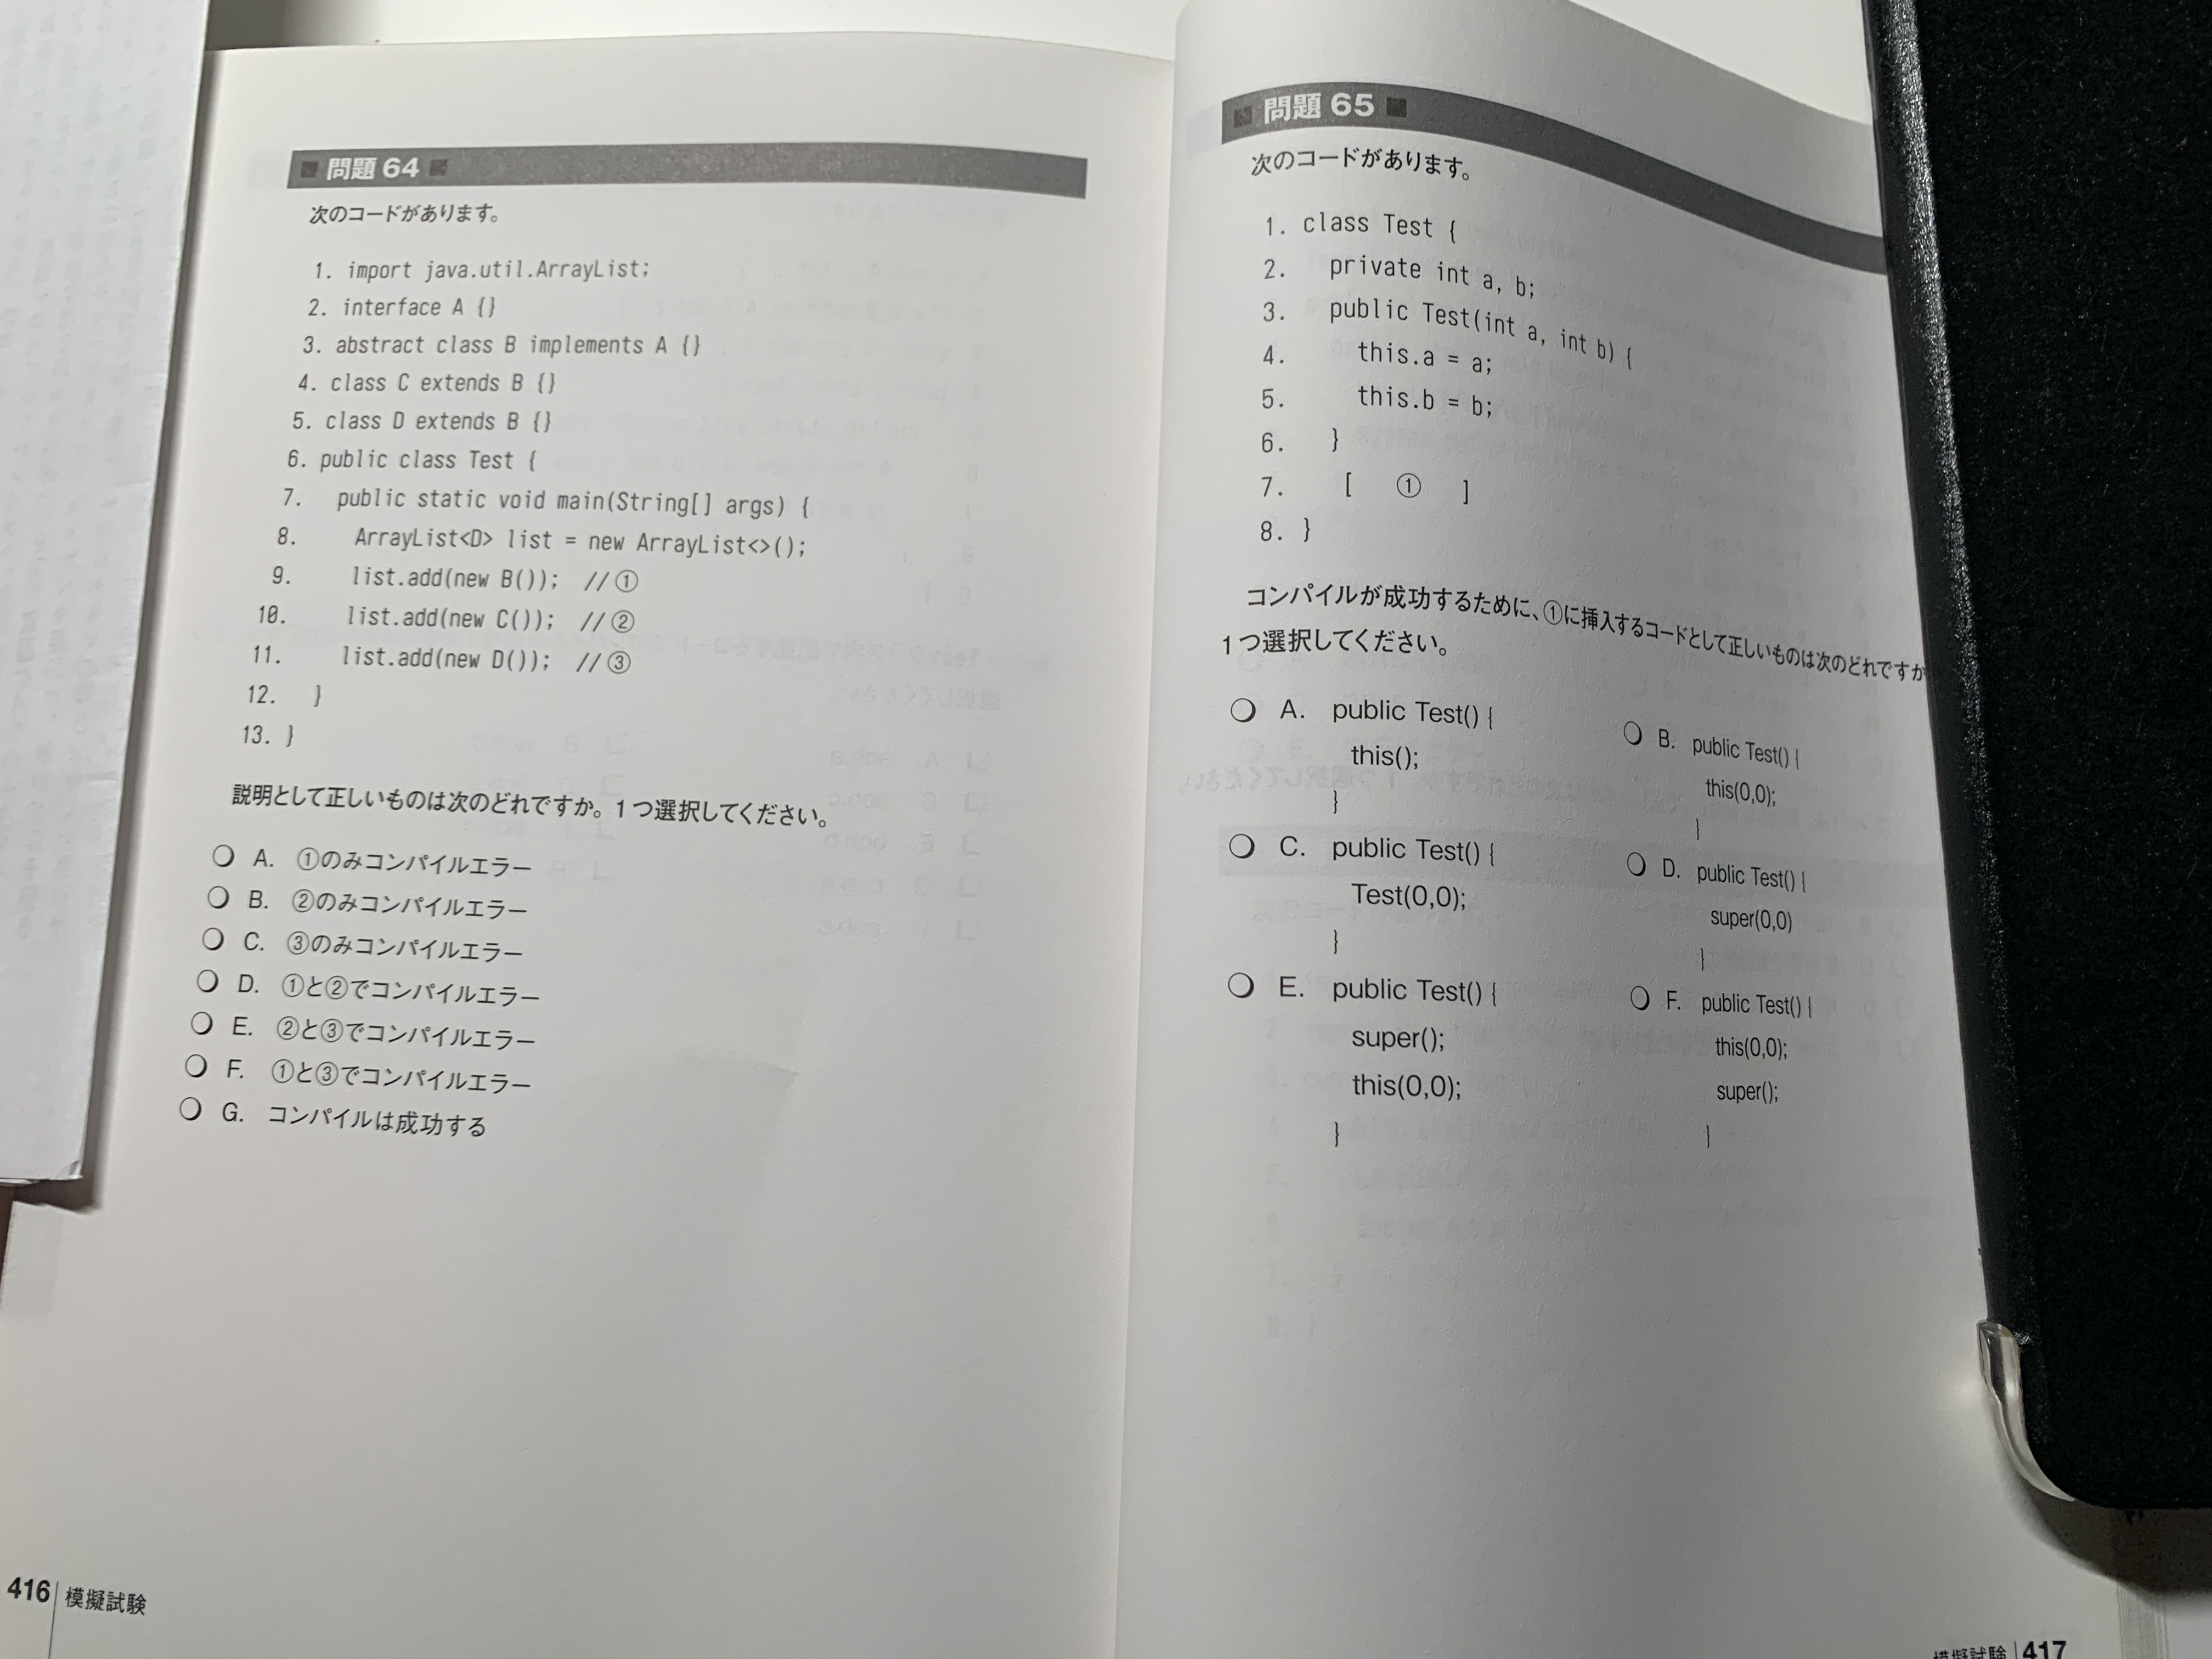 問題 64
次のコードがあります。
1. import java.util.ArrayList;
2. interface A {}
3. abstract class B implements A {}
4. class C extends B {}
5. class D extends B {}
6. public class Test {
7. public static void main(String[] args) {
8. ArrayList<D> list = new ArrayList<>();
9. list.add(new B()); //①
10. list.add(new C()); //②
11. list.add(new D()); //③
12. }
13. }
説明として正しいものは次のどれですか。1つ選択してください。
A. ①のみコンパイルエラー
B. ②のみコンパイルエラー
C. ③のみコンパイルエラー
D. ①と②でコンパイルエラー
E. ②と③でコンパイルエラー
F. ①と③でコンパイルエラー
G. コンパイルは成功する
416 模擬試験
問題 65
次のコードがあります。
1. class Test {
2. private int a, b;
3. public Test(int a, int b) {
4. this.a = a;
5. this.b = b;
6. }
7. [ ① ]
8. }
コンパイルが成功するために、①に挿入するコードとして正しいものは次のどれですか
1つ選択してください。
A. public Test() {
this();
}
B. public Test() {
this(0,0);
}
C. public Test() {
Test(0,0);
}
D. public Test() {
super(0,0)
}
E. public Test() {
super();
this(0,0);
}
F. public Test() {
this(0,0);
super();
}
模擬試験 417